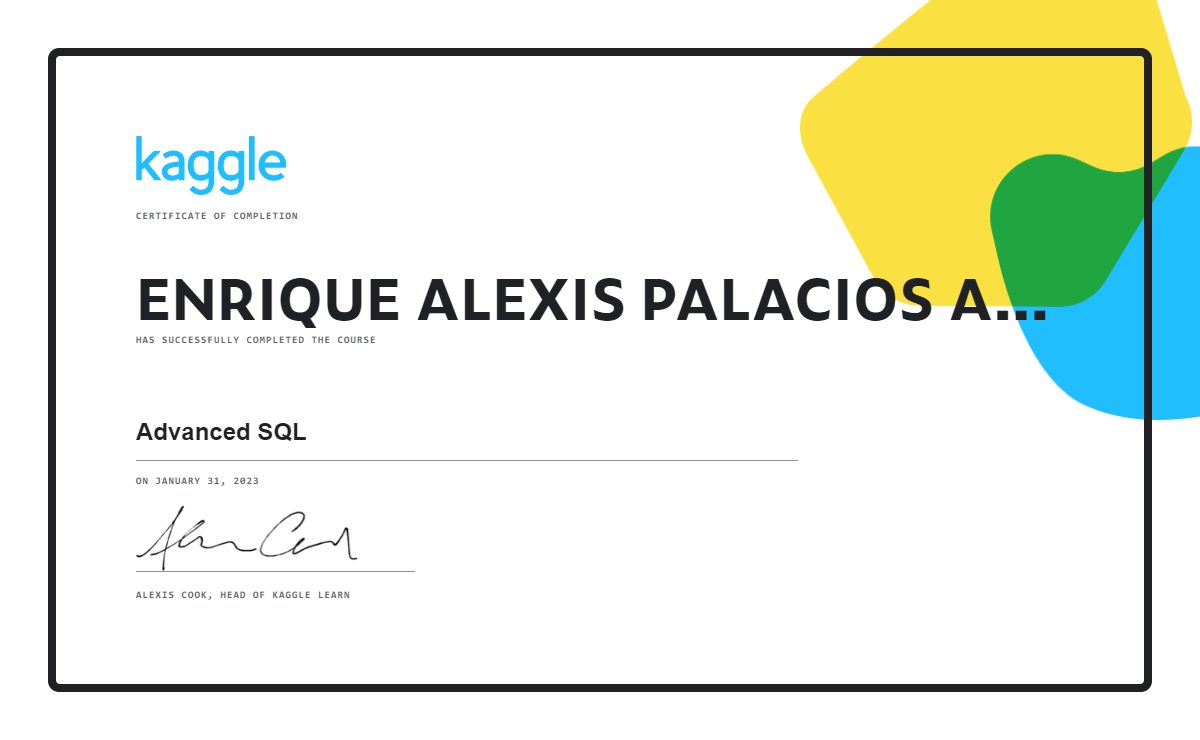 kaggle
CERTIFICATE OF COMPLETION
ENRIQUE ALEXIS PALACIOS A...
HAS SUCCESSFULLY COMPLETED THE COURSE
Advanced SQL
ON JANUARY 31, 2023
ALEXIS COOK, HEAD OF KAGGLE LEARN